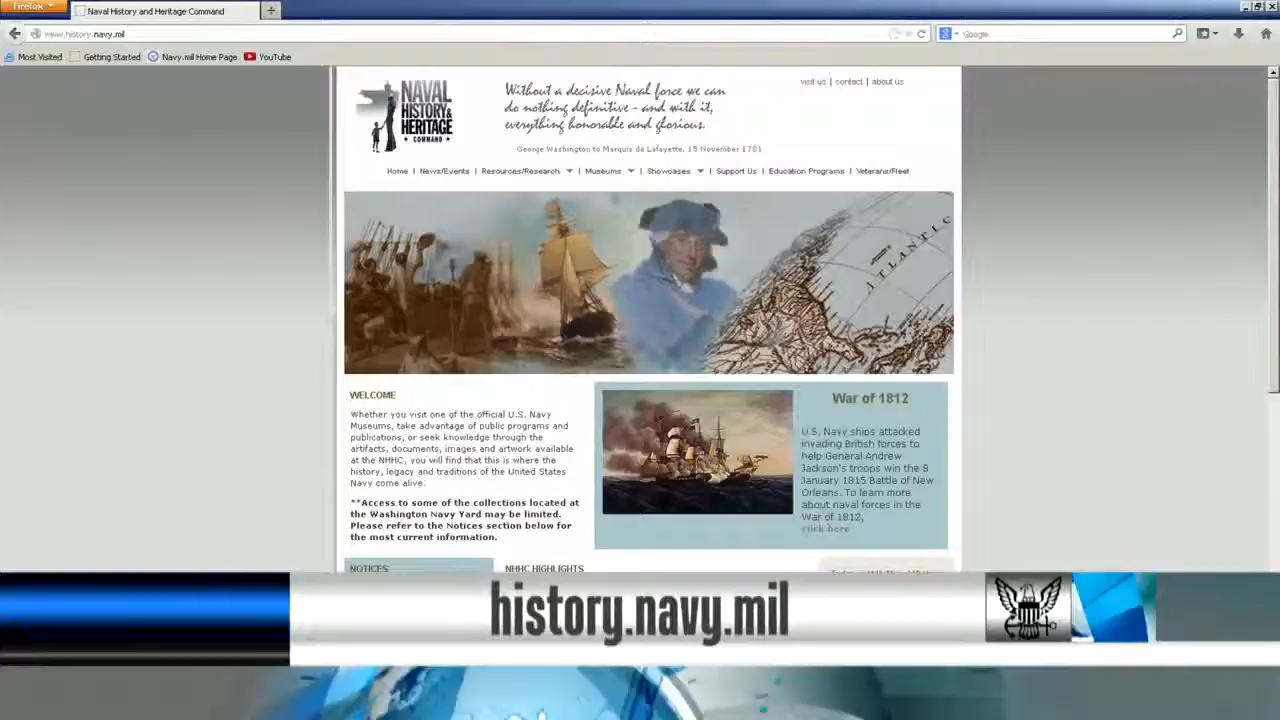 Firefox
Naval History and Heritage Command
www.history.navy.mil
Google
Most Visited
Getting Started
Navy.mil Home Page
YouTube
NAVAL
HISTORY&
HERITAGE
COMMAND
Without a decisive Naval force we can
do nothing definitive - and with it,
everything honorable and glorious.
George Washington to Marquis de Lafayette, 15 November 1781
visit us | contact | about us
Home | News/Events | Resources/Research | Museums | Showcases | Support Us | Education Programs | Veterans/Fleet
ATLANTIC
WELCOME
Whether you visit one of the official U.S. Navy
Museums, take advantage of public programs and
publications, or seek knowledge through the
artifacts, documents, images and artwork available
at the NHHC, you will find that this is where the
history, legacy and traditions of the United States
Navy come alive.
**Access to some of the collections located at
the Washington Navy Yard may be limited.
Please refer to the Notices section below for
the most current information.
War of 1812
U.S. Navy ships attacked
invading British forces to
help General Andrew
Jackson's troops win the 8
January 1815 Battle of New
Orleans. To learn more
about naval forces in the
War of 1812,
click here
NOTICES
NHHC HIGHLIGHTS
history.navy.mil